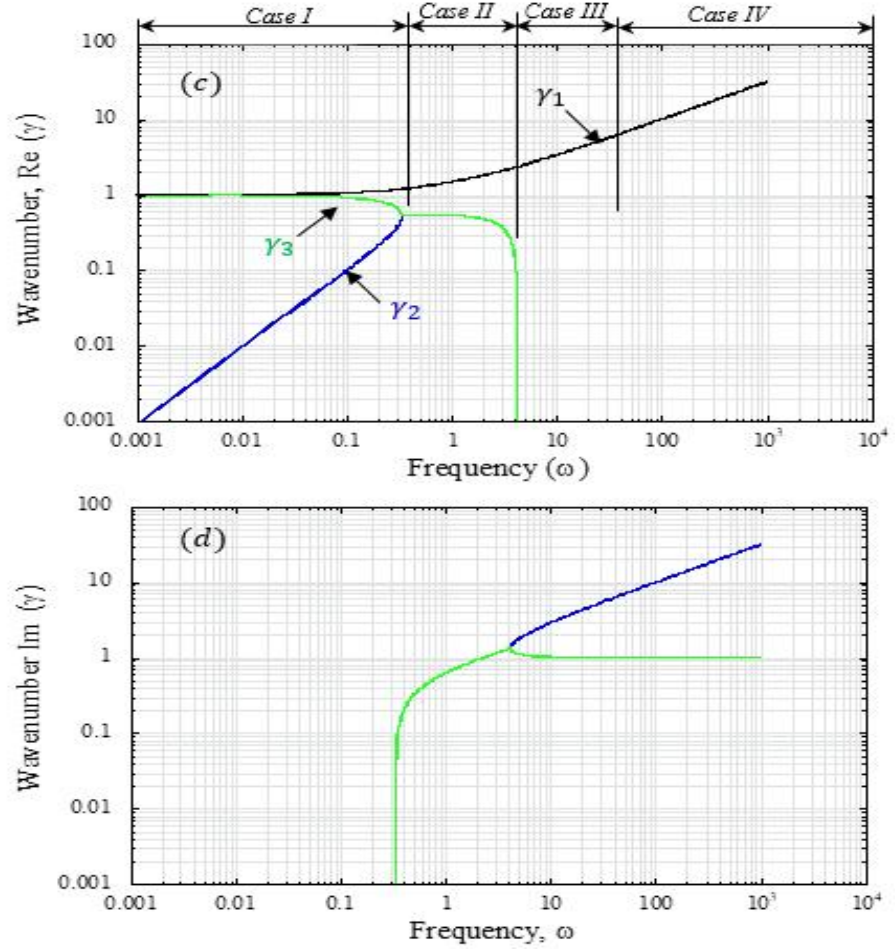 Case I Case II Case III Case IV
100
(c)
γ1
10
1
γ3
0.1
γ2
0.01
0.001
0.001 0.01 0.1 1 10 100 10³ 10⁴
Wavenumber, Re (γ)
Frequency (ω)
100
(d)
10
1
0.1
0.01
0.001
0.001 0.01 0.1 1 10 100 10³ 10⁴
Wavenumber Im (γ)
Frequency, ω